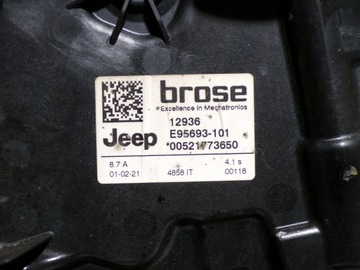 brose
Excellence in Mechatronics
12936
Jeep E95693-101
*00521773650
8.7 A 4.1 s
01-02-21 4858 IT 00118